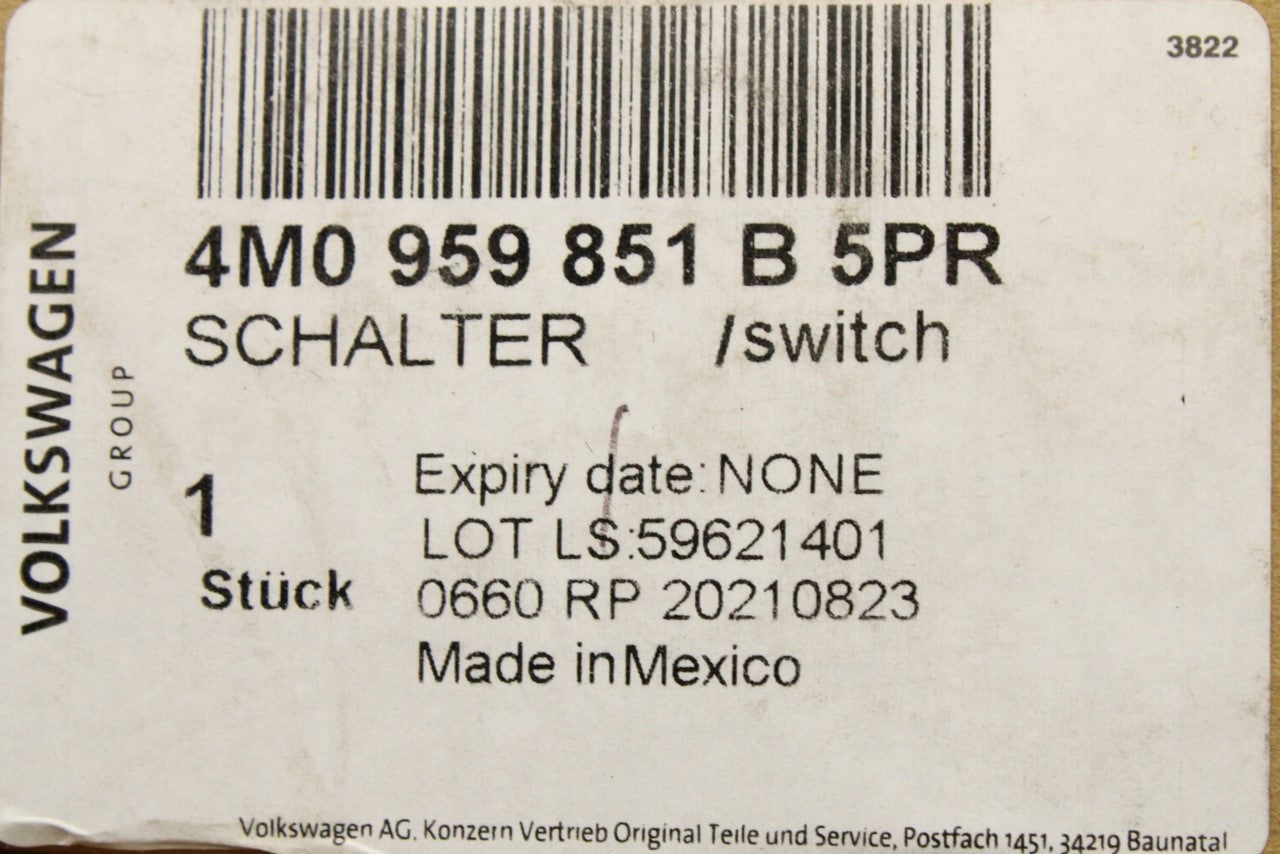 3822
4M0 959 851 B 5PR
SCHALTER /switch
VOLKSWAGEN
GROUP
1
Stück
Expiry date: NONE
LOT LS:59621401
0660 RP 20210823
Made in Mexico
Volkswagen AG. Konzern Vertrieb Original Teile und Service, Postfach 1451, 34219 Baunatal